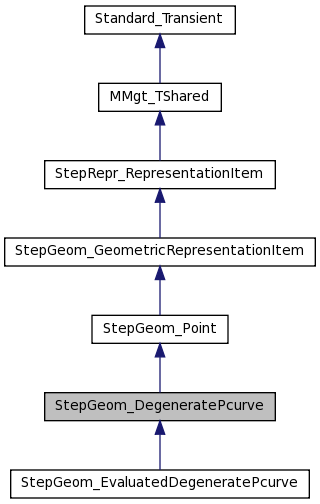 Standard_Transient
MMgt_TShared
StepRepr_RepresentationItem
StepGeom_GeometricRepresentationItem
StepGeom_Point
StepGeom_DegeneratePcurve
StepGeom_EvaluatedDegeneratePcurve